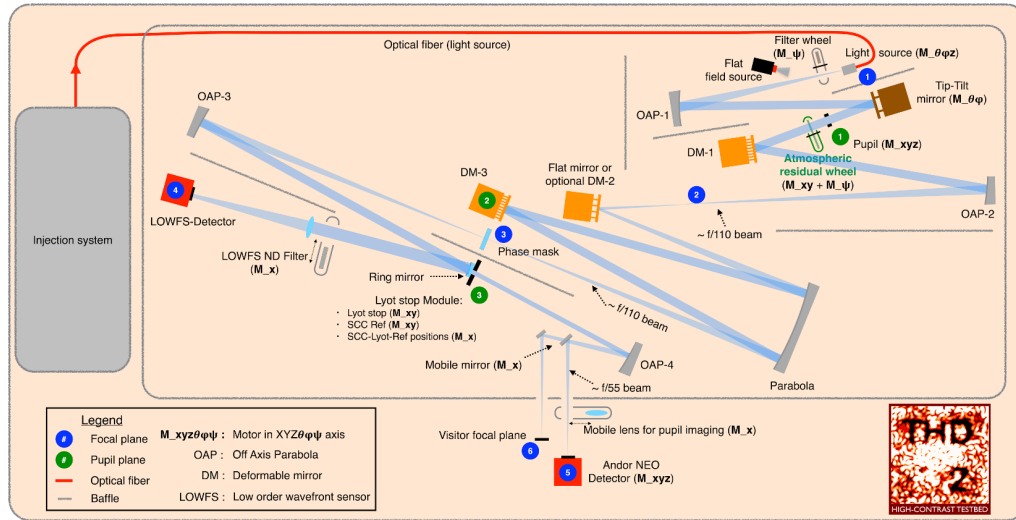 Optical fiber (light source)
Filter wheel
(M_ψ)
Light source (M_θφz)
Flat
field source
1
Tip-Tilt
mirror (M_θφ)
OAP-3
OAP-1
1
Pupil (M_xyz)
DM-1
Atmospheric
residual wheel
(M_xy + M_ψ)
Flat mirror or
optional DM-2
DM-3
2
4
LOWFS-Detector
2
OAP-2
~ f/110 beam
3
Phase mask
Injection system
LOWFS ND Filter
(M_x)
Ring mirror
3
Lyot stop Module:
· Lyot stop (M_xy)
· SCC Ref (M_xy)
· SCC-Lyot-Ref positions (M_x)
~ f/110 beam
Mobile mirror (M_x)
OAP-4
Parabola
~ f/55 beam
Mobile lens for pupil imaging (M_x)
Visitor focal plane
6
5
Andor NEO
Detector (M_xyz)
Legend
# Focal plane
# Pupil plane
Optical fiber
Baffle
M_xyzθφψ : Motor in XYZθφψ axis
OAP : Off Axis Parabola
DM : Deformable mirror
LOWFS : Low order wavefront sensor
THD
2
HIGH-CONTRAST TESTBED